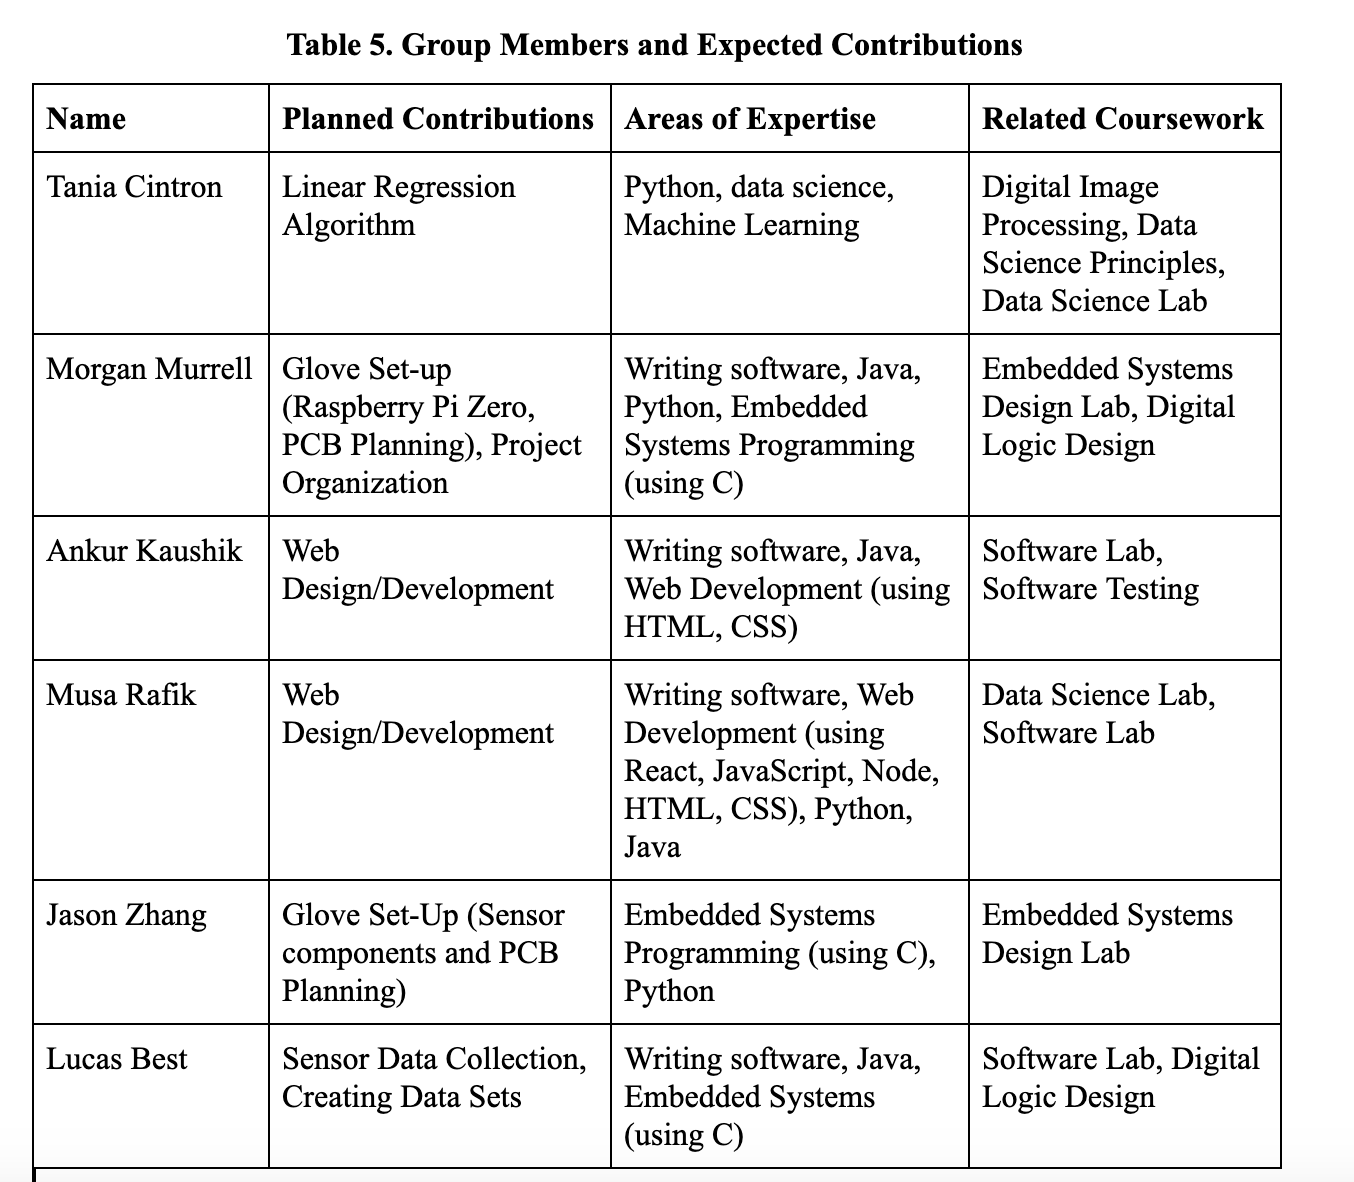 Table 5. Group Members and Expected Contributions
Name
Planned Contributions
Areas of Expertise
Related Coursework
Tania Cintron
Linear Regression
Algorithm
Python, data science,
Machine Learning
Digital Image
Processing, Data
Science Principles,
Data Science Lab
Morgan Murrell
Glove Set-up
(Raspberry Pi Zero,
PCB Planning), Project
Organization
Writing software, Java,
Python, Embedded
Systems Programming
(using C)
Embedded Systems
Design Lab, Digital
Logic Design
Ankur Kaushik
Web
Design/Development
Writing software, Java,
Web Development (using
HTML, CSS)
Software Lab,
Software Testing
Musa Rafik
Web
Design/Development
Writing software, Web
Development (using
React, JavaScript, Node,
HTML, CSS), Python,
Java
Data Science Lab,
Software Lab
Jason Zhang
Glove Set-Up (Sensor
components and PCB
Planning)
Embedded Systems
Programming (using C),
Python
Embedded Systems
Design Lab
Lucas Best
Sensor Data Collection,
Creating Data Sets
Writing software, Java,
Embedded Systems
(using C)
Software Lab, Digital
Logic Design